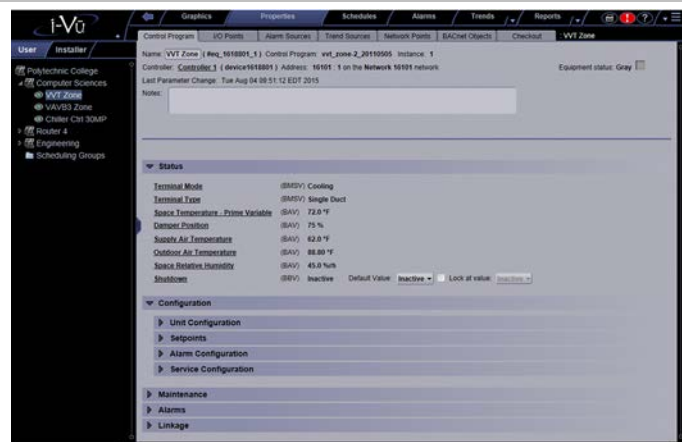 i-Vū
Graphics Properties Schedules Alarms Trends Reports
User Installer
Control Program I/O Points Alarm Sources Trend Sources Network Points BACnet Objects Checkout : VVT Zone
Name: VVT Zone ( #eq_1618801_1 ) Control Program: vvt_zone-2_20110505 Instance: 1
Controller: Controller 1 ( device1618801 ) Address: 16101 : 1 on the Network 16101 network
Equipment status: Gray
Last Parameter Change: Tue Aug 04 08:51:12 EDT 2015
Notes:
Polytechnic College
Computer Sciences
VVT Zone
VAVB3 Zone
Chiller Ctrl 30MP
Router 4
Engineering
Scheduling Groups
Status
Terminal Mode (BMSV) Cooling
Terminal Type (BMSV) Single Duct
Space Temperature - Prime Variable (BAV) 72.0 °F
Damper Position (BAV) 75 %
Supply Air Temperature (BAV) 62.0 °F
Outdoor Air Temperature (BAV) 88.80 °F
Space Relative Humidity (BAV) 45.0 %rh
Shutdown (BBV) Inactive Default Value: Inactive Lock at value: Inactive
Configuration
Unit Configuration
Setpoints
Alarm Configuration
Service Configuration
Maintenance
Alarms
Linkage